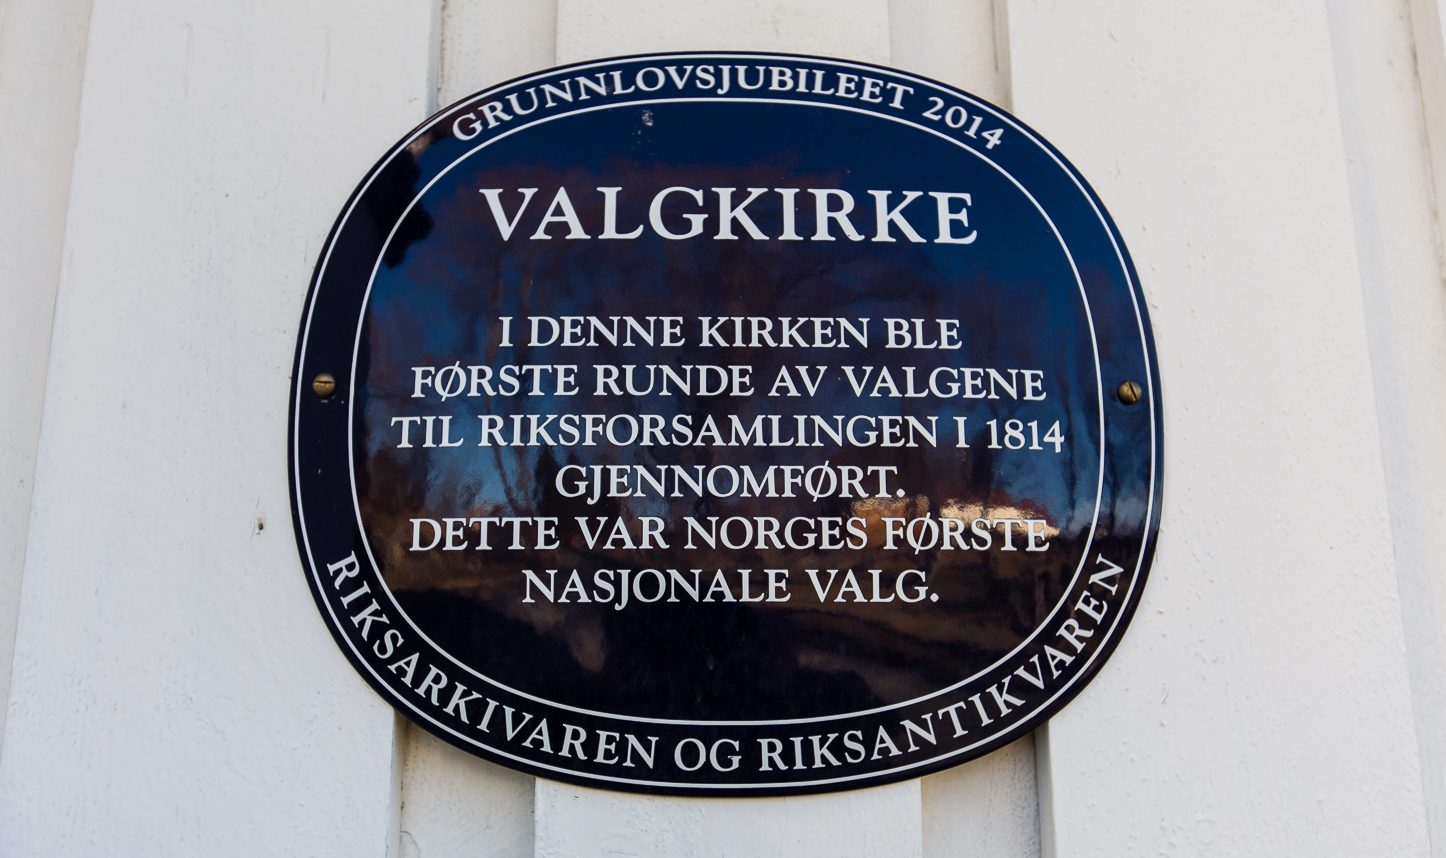 GRUNNLOVSJUBILEET 2014
VALGKIRKE
I DENNE KIRKEN BLE
FØRSTE RUNDE AV VALGENE
TIL RIKSFORSAMLINGEN I 1814
GJENNOMFØRT.
DETTE VAR NORGES FØRSTE
NASJONALE VALG.
RIKSARKIVAREN OG RIKSANTIKVAREN